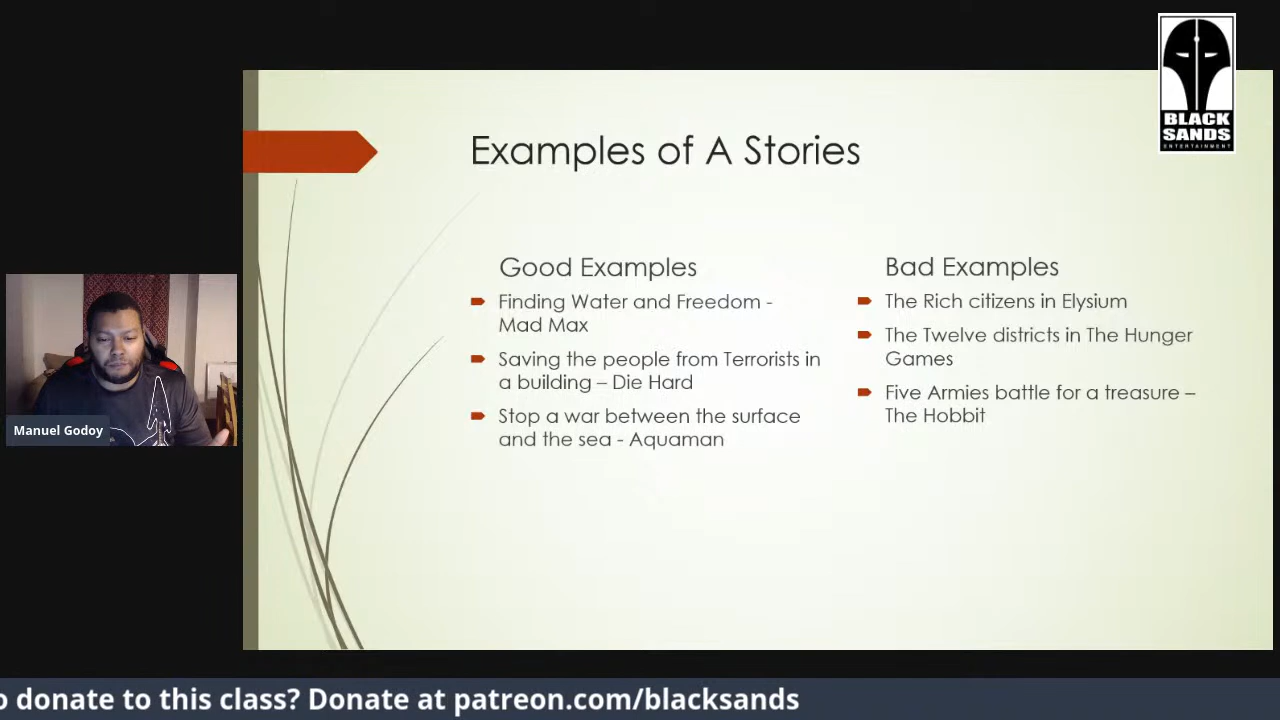 BLACK
SANDS
ENTERTAINMENT
Examples of A Stories
Good Examples
Finding Water and Freedom -
Mad Max
Saving the people from Terrorists in
a building – Die Hard
Stop a war between the surface
and the sea - Aquaman
Bad Examples
The Rich citizens in Elysium
The Twelve districts in The Hunger
Games
Five Armies battle for a treasure –
The Hobbit
Manuel Godoy
o donate to this class? Donate at patreon.com/blacksands